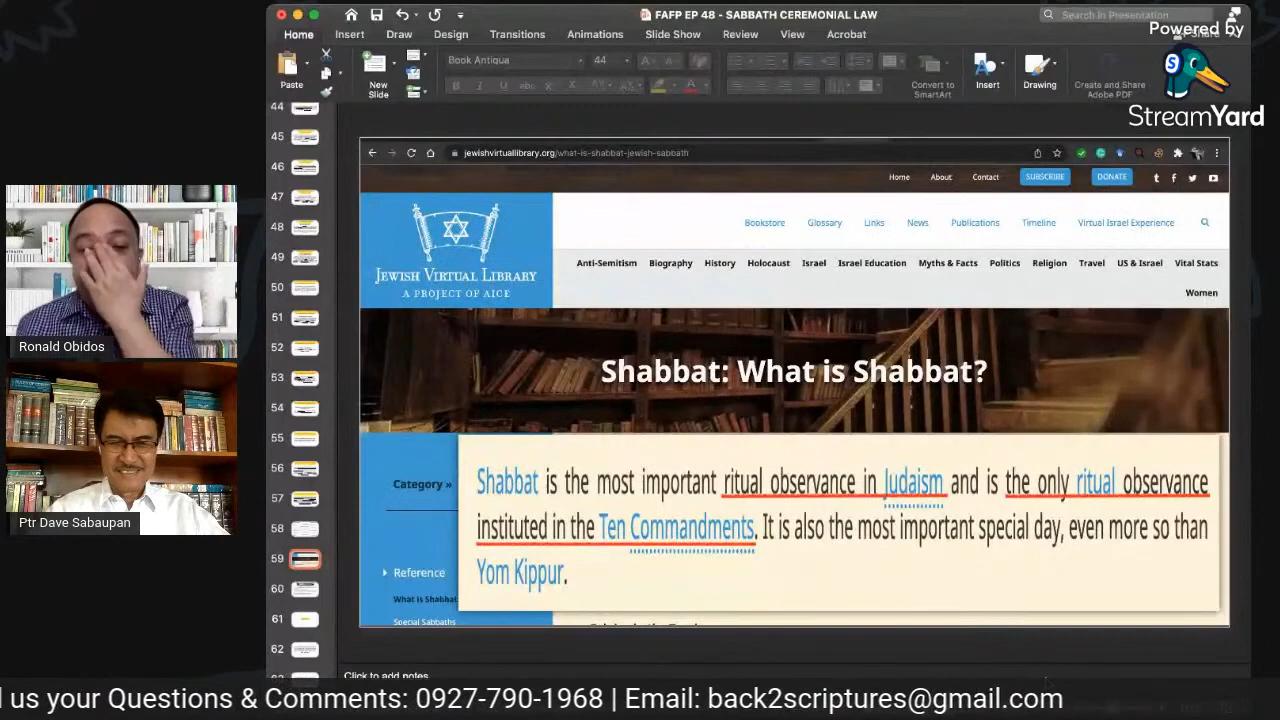 FAFP EP 48 - SABBATH CEREMONIAL LAW
Search in Presentation
Powered by
StreamYard
Home Insert Draw Design Transitions Animations Slide Show Review View Acrobat
Paste
New
Slide
Book Antiqua 44
Convert to
SmartArt
Insert
Drawing
Create and Share
Adobe PDF
44
45
46
47
48
49
50
51
52
53
54
55
56
57
58
59
60
61
62
jewishvirtuallibrary.org/what-is-shabbat-jewish-sabbath
Home About Contact SUBSCRIBE DONATE
Bookstore Glossary Links News Publications Timeline Virtual Israel Experience
JEWISH VIRTUAL LIBRARY
A PROJECT OF AICE
Anti-Semitism Biography History Holocaust Israel Israel Education Myths & Facts Politics Religion Travel US & Israel Vital Stats
Women
Shabbat: What is Shabbat?
Category »
Reference
What is Shabbat
Special Sabbaths
Shabbat is the most important ritual observance in Judaism and is the only ritual observance
instituted in the Ten Commandments. It is also the most important special day, even more so than
Yom Kippur.
Click to add notes
Ronald Obidos
Ptr Dave Sabaupan
us your Questions & Comments: 0927-790-1968 | Email: back2scriptures@gmail.com